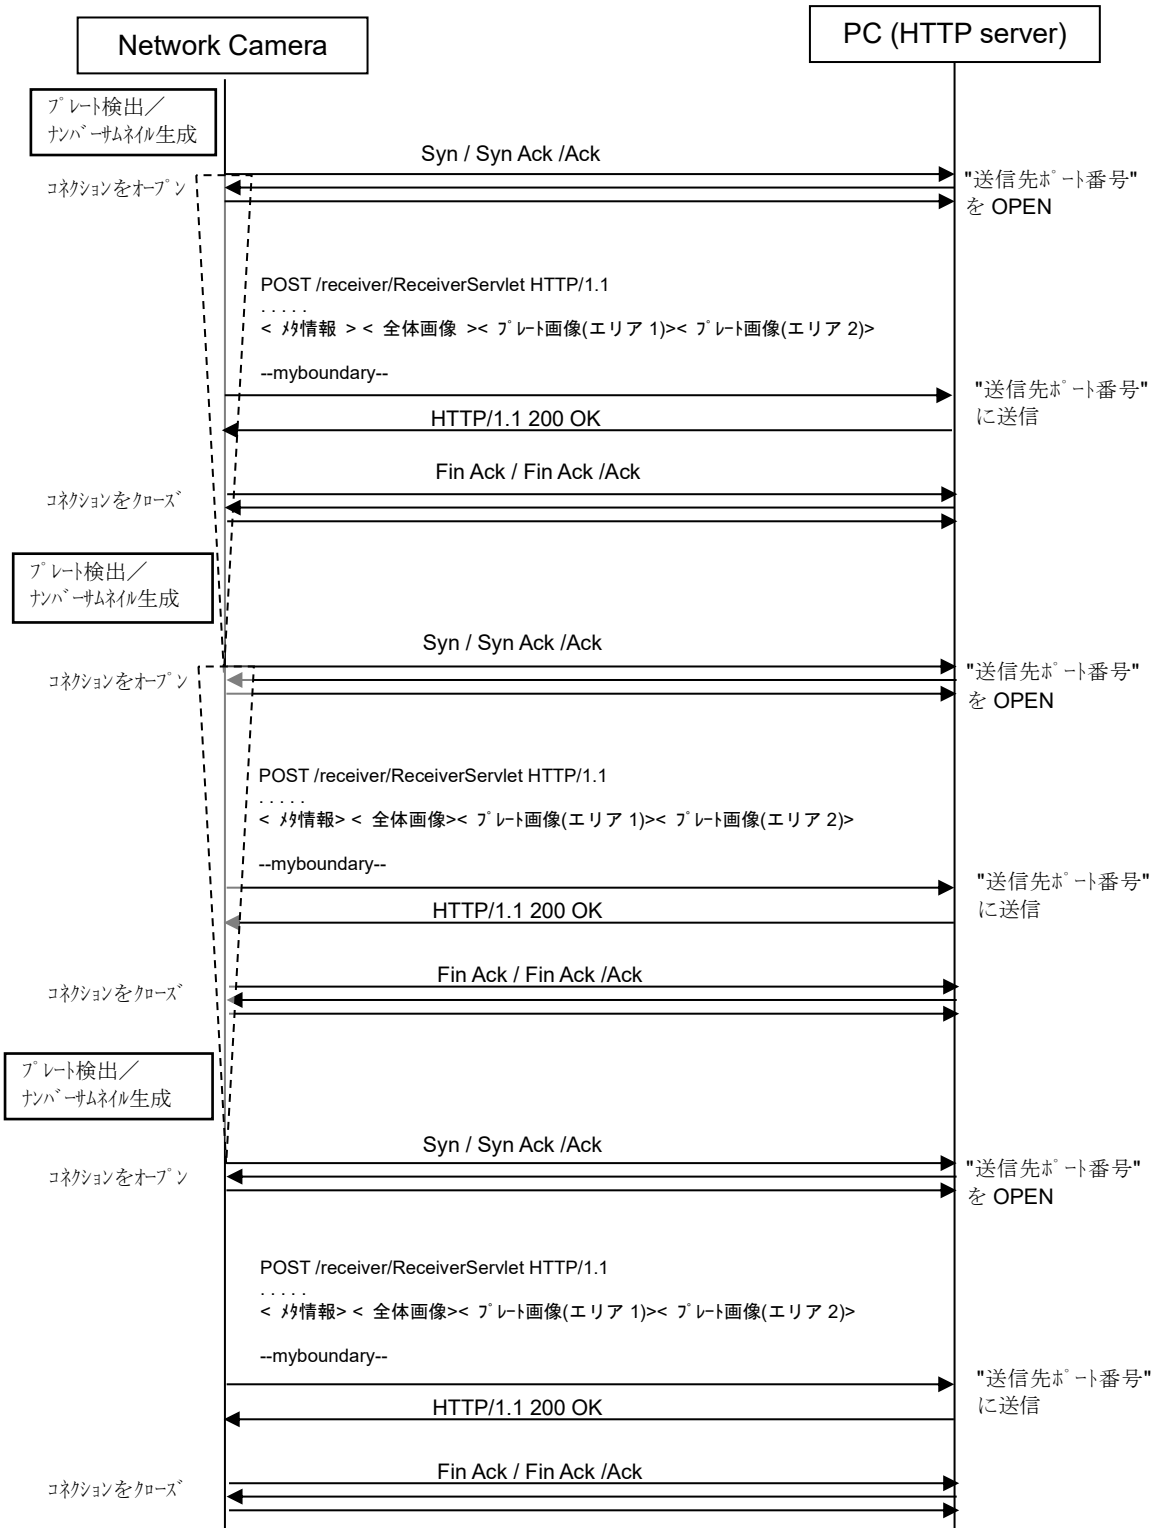 Network Camera
PC (HTTP server)
ﾌﾟﾚｰﾄ検出／
ﾅﾝﾊﾞｰｻﾑﾈｲﾙ生成
Syn / Syn Ack /Ack
ｺﾈｸｼｮﾝをｵｰﾌﾟﾝ
"送信先ﾎﾟｰﾄ番号"
を OPEN
POST /receiver/ReceiverServlet HTTP/1.1
. . . . .
< ﾒﾀ情報 > < 全体画像 >< ﾌﾟﾚｰﾄ画像(エリア 1)>< ﾌﾟﾚｰﾄ画像(エリア 2)>
--myboundary--
"送信先ﾎﾟｰﾄ番号"
に送信
HTTP/1.1 200 OK
Fin Ack / Fin Ack /Ack
ｺﾈｸｼｮﾝをｸﾛｰｽﾞ
ﾌﾟﾚｰﾄ検出／
ﾅﾝﾊﾞｰｻﾑﾈｲﾙ生成
Syn / Syn Ack /Ack
ｺﾈｸｼｮﾝをｵｰﾌﾟﾝ
"送信先ﾎﾟｰﾄ番号"
を OPEN
POST /receiver/ReceiverServlet HTTP/1.1
. . . . .
< ﾒﾀ情報> < 全体画像>< ﾌﾟﾚｰﾄ画像(エリア 1)>< ﾌﾟﾚｰﾄ画像(エリア 2)>
--myboundary--
"送信先ﾎﾟｰﾄ番号"
に送信
HTTP/1.1 200 OK
Fin Ack / Fin Ack /Ack
ｺﾈｸｼｮﾝをｸﾛｰｽﾞ
ﾌﾟﾚｰﾄ検出／
ﾅﾝﾊﾞｰｻﾑﾈｲﾙ生成
Syn / Syn Ack /Ack
ｺﾈｸｼｮﾝをｵｰﾌﾟﾝ
"送信先ﾎﾟｰﾄ番号"
を OPEN
POST /receiver/ReceiverServlet HTTP/1.1
. . . . .
< ﾒﾀ情報> < 全体画像>< ﾌﾟﾚｰﾄ画像(エリア 1)>< ﾌﾟﾚｰﾄ画像(エリア 2)>
--myboundary--
"送信先ﾎﾟｰﾄ番号"
に送信
HTTP/1.1 200 OK
Fin Ack / Fin Ack /Ack
ｺﾈｸｼｮﾝをｸﾛｰｽﾞ